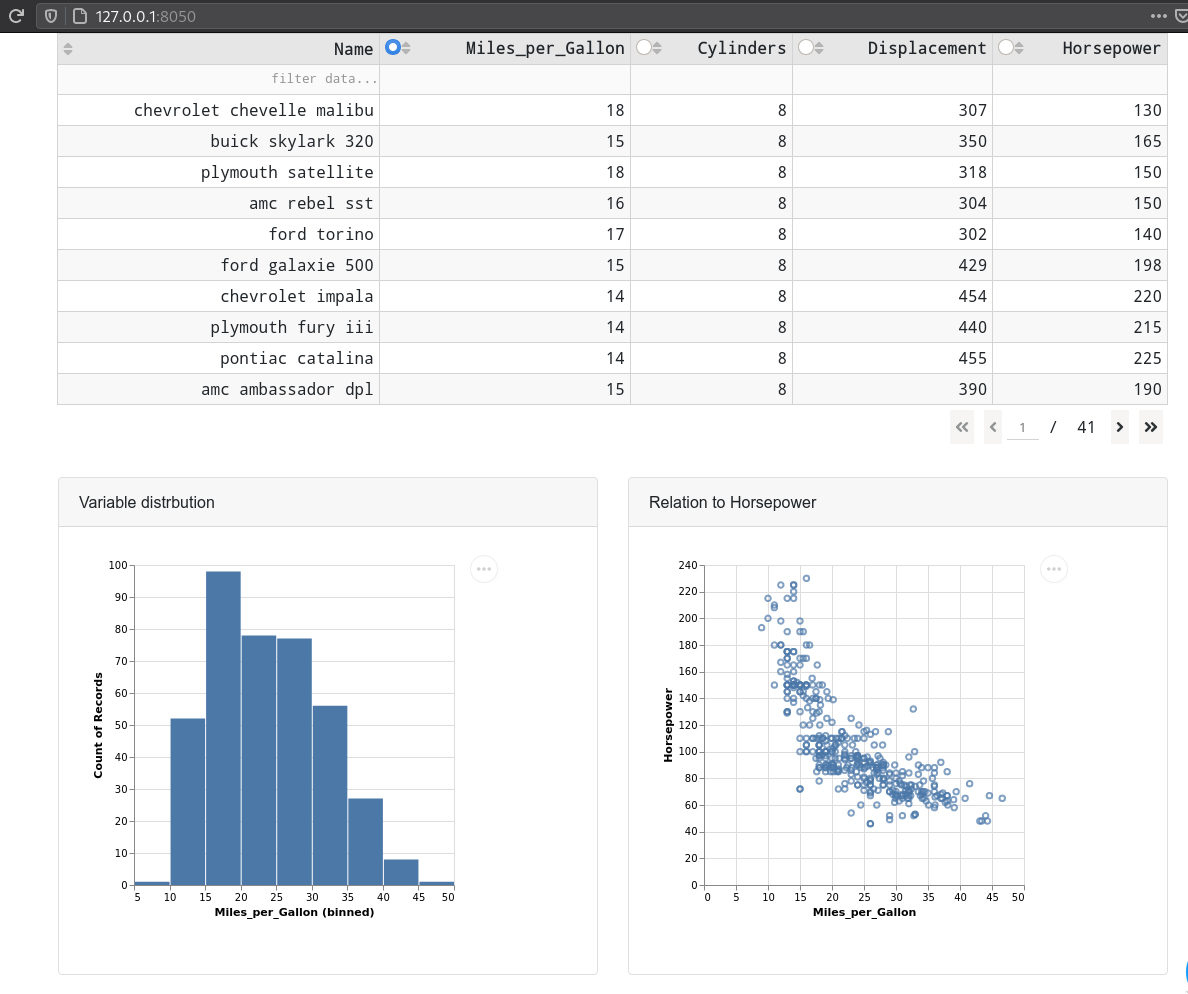 127.0.0.1:8050
Name Miles_per_Gallon Cylinders Displacement Horsepower
filter data...
chevrolet chevelle malibu 18 8 307 130
buick skylark 320 15 8 350 165
plymouth satellite 18 8 318 150
amc rebel sst 16 8 304 150
ford torino 17 8 302 140
ford galaxie 500 15 8 429 198
chevrolet impala 14 8 454 220
plymouth fury iii 14 8 440 215
pontiac catalina 14 8 455 225
amc ambassador dpl 15 8 390 190
1 / 41
Variable distrbution
100
90
80
70
60
50
40
30
20
10
0
Count of Records
5 10 15 20 25 30 35 40 45 50
Miles_per_Gallon (binned)
Relation to Horsepower
240
220
200
180
160
140
120
100
80
60
40
20
0
Horsepower
0 5 10 15 20 25 30 35 40 45 50
Miles_per_Gallon